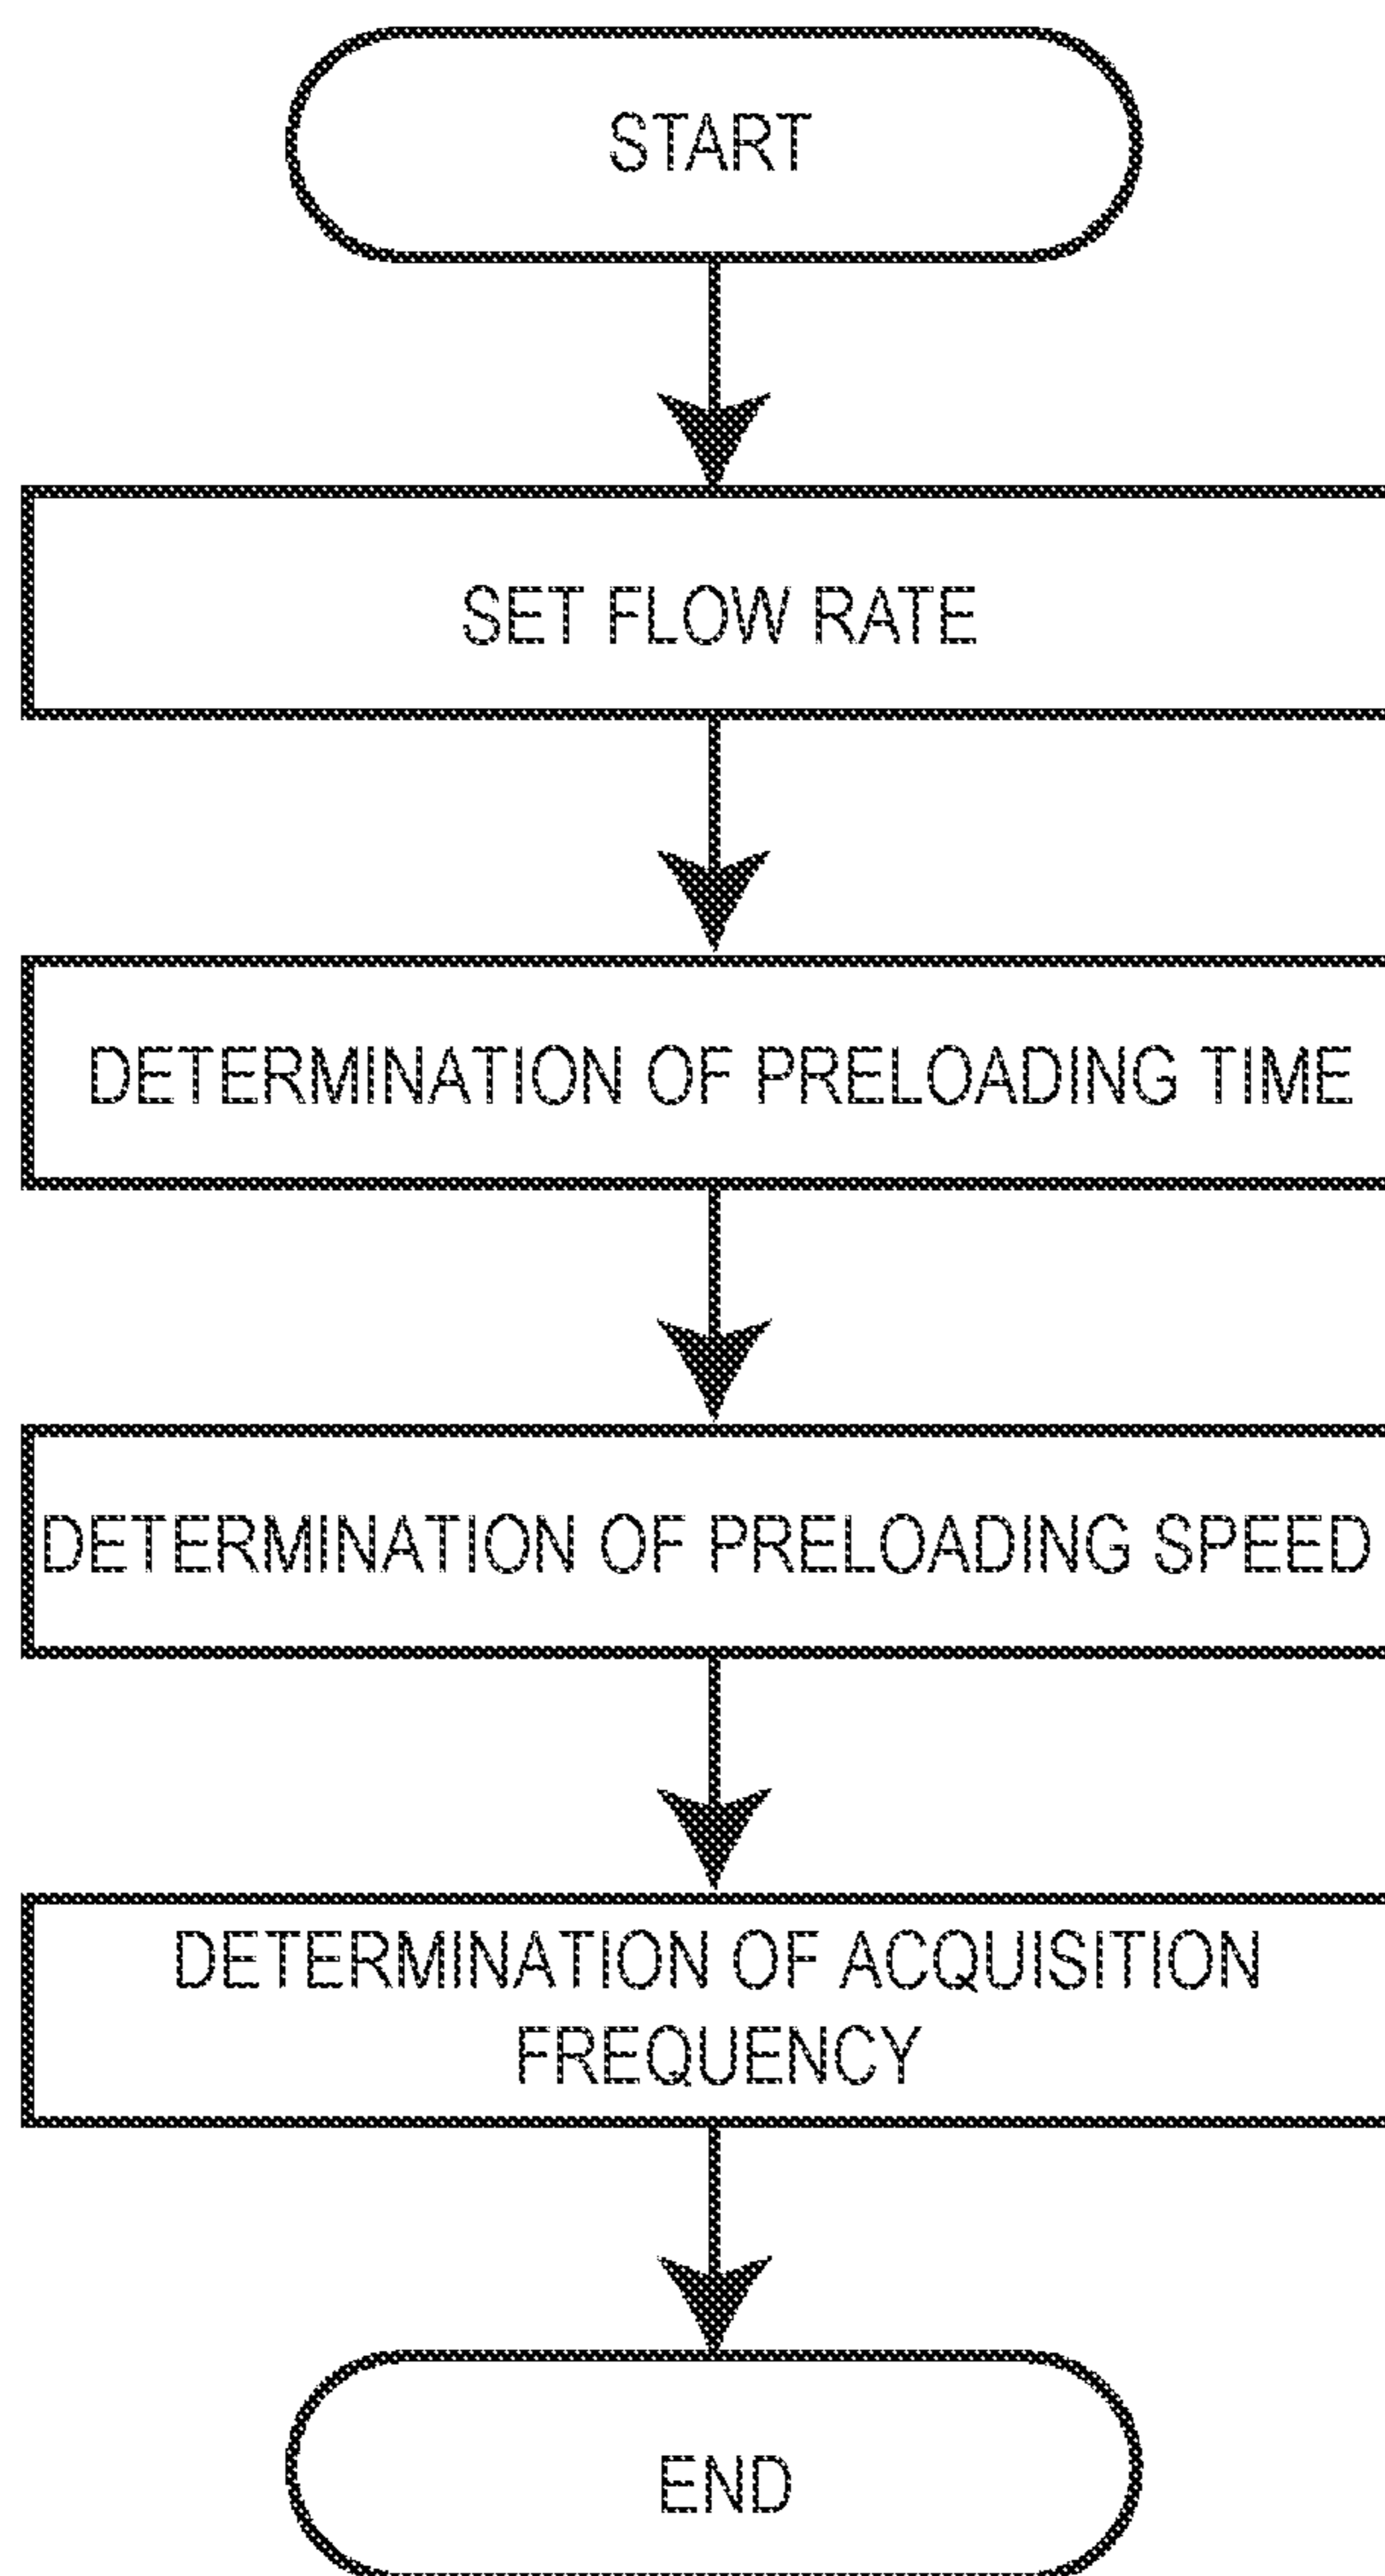 START
SET FLOW RATE
DETERMINATION OF PRELOADING TIME
DETERMINATION OF PRELOADING SPEED
DETERMINATION OF ACQUISITION
FREQUENCY
END